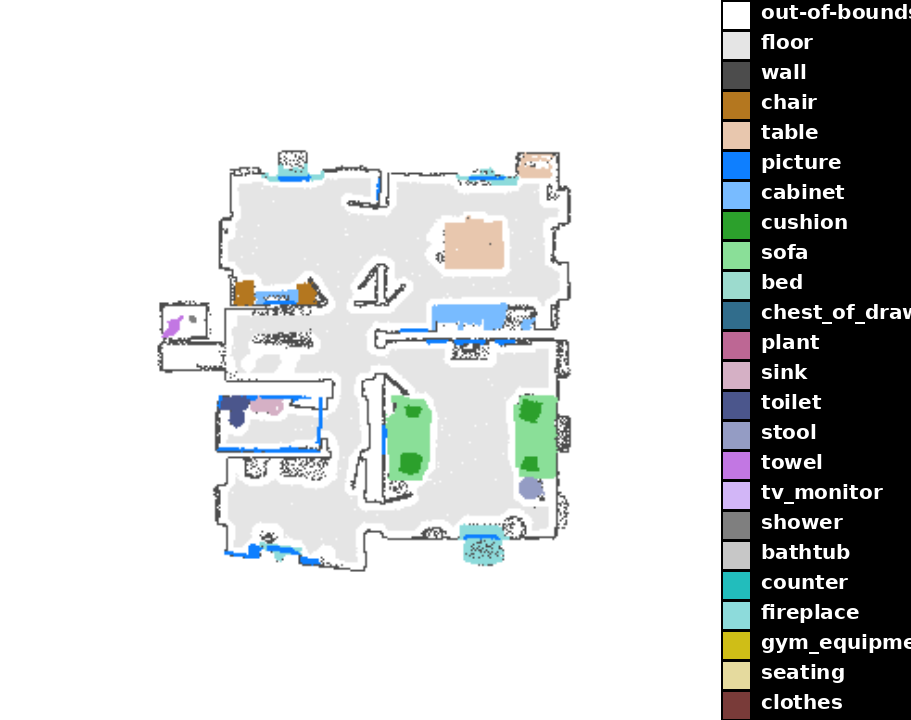 out-of-bounds
floor
wall
chair
table
picture
cabinet
cushion
sofa
bed
chest_of_draw
plant
sink
toilet
stool
towel
tv_monitor
shower
bathtub
counter
fireplace
gym_equipme
seating
clothes